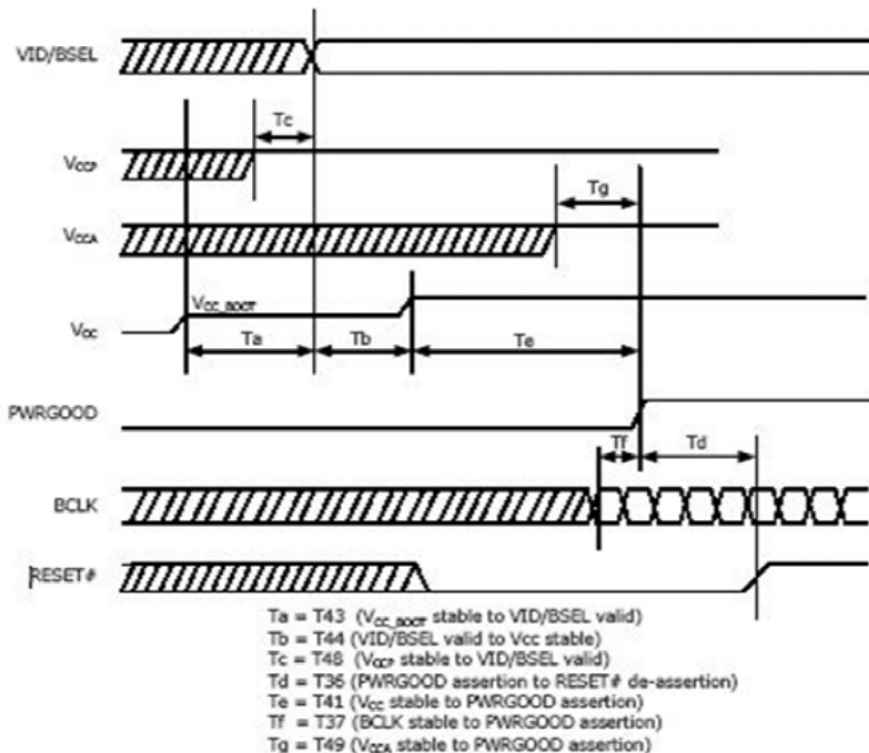 VID/BSEL
Tc
VCCP
Tg
VCCA
VCC_BOOT
VCC
Ta
Tb
Te
PWRGOOD
Tf
Td
BCLK
RESET#
Ta = T43 (VCC_BOOT stable to VID/BSEL valid)
Tb = T44 (VID/BSEL valid to Vcc stable)
Tc = T48 (VCCP stable to VID/BSEL valid)
Td = T36 (PWRGOOD assertion to RESET# de-assertion)
Te = T41 (VCC stable to PWRGOOD assertion)
Tf = T37 (BCLK stable to PWRGOOD assertion)
Tg = T49 (VCCA stable to PWRGOOD assertion)